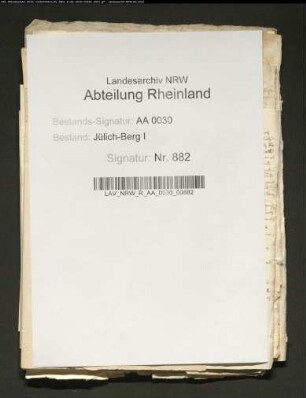 Landesarchiv NRW
Abteilung Rheinland
Bestands-Signatur: AA 0030
Bestand: Jülich-Berg I
Signatur: Nr. 882
LAV_NRW_R_AA_0030_00882